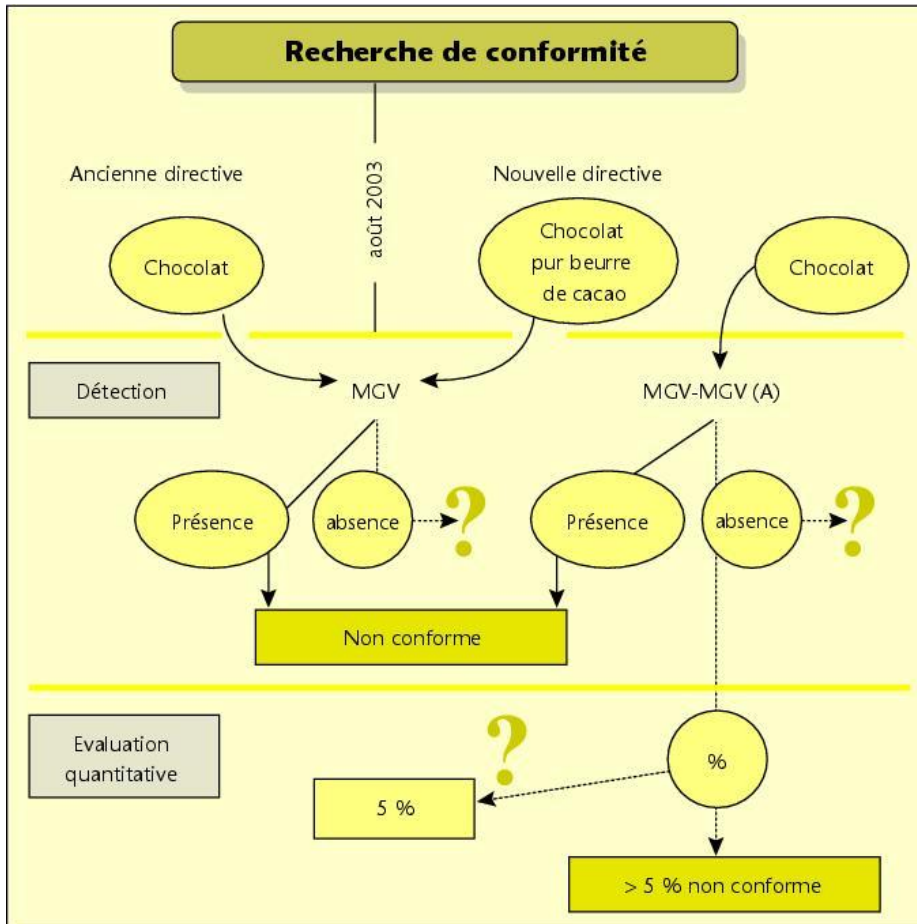 Recherche de conformité
Ancienne directive
août 2003
Nouvelle directive
Chocolat
Chocolat
pur beurre
de cacao
Chocolat
Détection
MGV
MGV-MGV (A)
Présence
absence
?
Présence
absence
?
Non conforme
Evaluation
quantitative
?
%
5 %
> 5 % non conforme